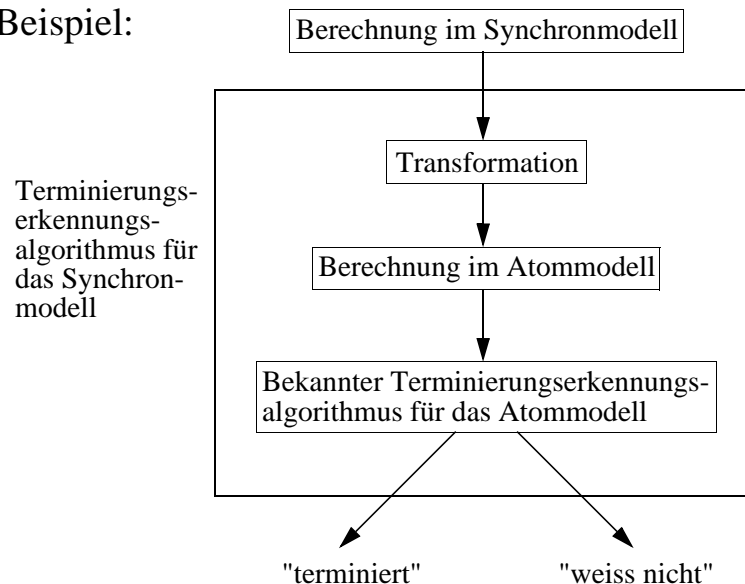 Beispiel:
Berechnung im Synchronmodell
Transformation
Terminierungs-
erkennungs-
algorithmus für
das Synchron-
modell
Berechnung im Atommodell
Bekannter Terminierungserkennungs-
algorithmus für das Atommodell
"terminiert"
"weiss nicht"